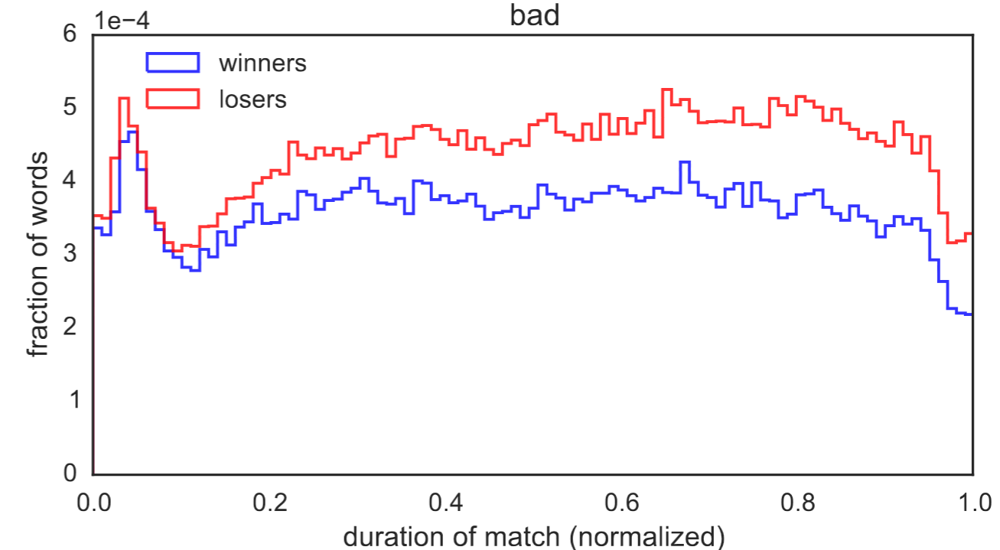 bad
1e−4
6
5
4
3
2
1
0
fraction of words
winners
losers
0.0 0.2 0.4 0.6 0.8 1.0
duration of match (normalized)